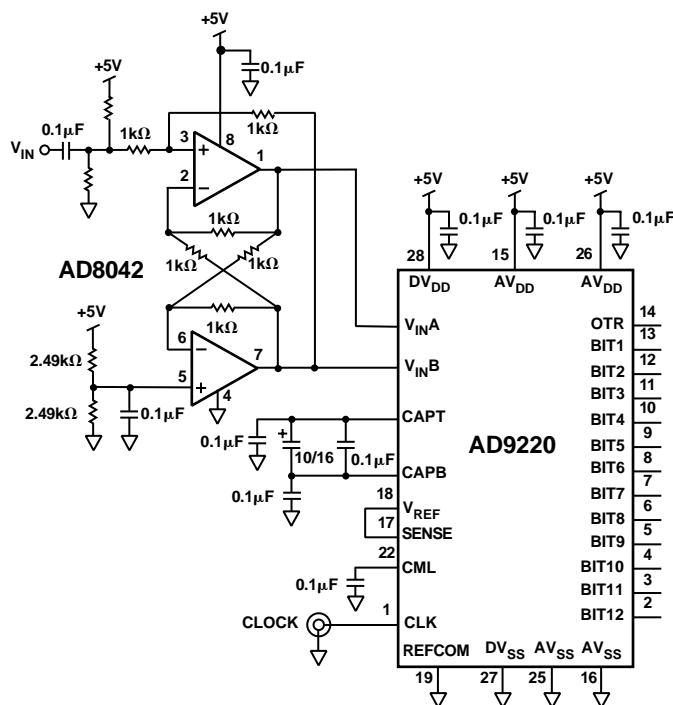 +5V
0.1μF
+5V
0.1μF
1kΩ
1kΩ
V_IN
3
8
1
2
1kΩ
1kΩ
1kΩ
AD8042
1kΩ
+5V
6
7
2.49kΩ
5
4
2.49kΩ
0.1μF
+5V
+5V
+5V
0.1μF
0.1μF
0.1μF
28
15
26
DV_DD
AV_DD
AV_DD
V_INA
V_INB
CAPT
0.1μF
+
10/16
0.1μF
CAPB
0.1μF
18
V_REF
17
SENSE
22
CML
0.1μF
1
CLOCK
CLK
AD9220
OTR
14
BIT1
13
BIT2
12
BIT3
11
BIT4
10
BIT5
9
BIT6
8
BIT7
7
BIT8
6
BIT9
5
BIT10
4
BIT11
3
BIT12
2
REFCOM
DV_SS
AV_SS
AV_SS
19
27
25
16